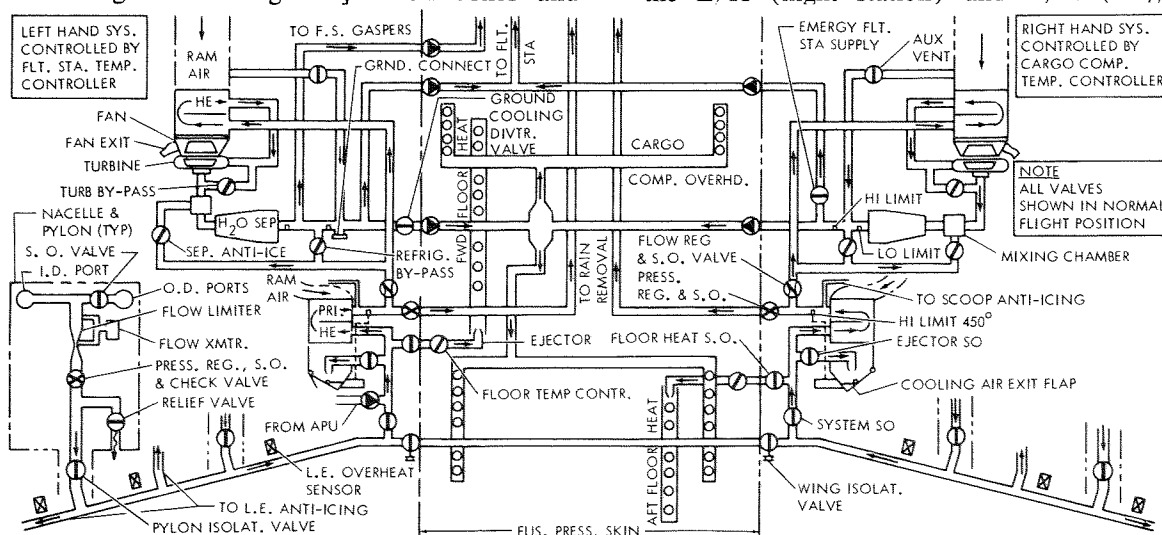 LEFT HAND SYS.
CONTROLLED BY
FLT. STA. TEMP.
CONTROLLER
RAM
AIR
HE
FAN
FAN EXIT
TURBINE
TURB BY-PASS
NACELLE &
PYLON (TYP)
S. O. VALVE
I.D. PORT
H2O SEP
SEP. ANTI-ICE
REFRIG.
BY-PASS
O.D. PORTS
FLOW LIMITER
FLOW XMTR.
PRESS. REG., S.O.
& CHECK VALVE
RELIEF VALVE
FROM APU
L.E. OVERHEAT
SENSOR
TO L.E. ANTI-ICING
PYLON ISOLAT. VALVE
TO F.S. GASPERS
GRND. CONNECT
TO FLT.
STA
GROUND
COOLING
DIVTR.
VALVE
FWD FLOOR HEAT
CARGO
COMP. OVERHD.
RAM
AIR
PRI
HE
TO RAIN
REMOVAL
EJECTOR
FLOOR TEMP CONTR.
FLOW REG
& S.O. VALVE
PRESS.
REG. & S.O.
FLOOR HEAT S.O.
AFT FLOOR HEAT
FUS. PRESS. SKIN
EMERGY FLT.
STA SUPPLY
AUX
VENT
RIGHT HAND SYS.
CONTROLLED BY
CARGO COMP.
TEMP. CONTROLLER
NOTE
ALL VALVES
SHOWN IN NORMAL
FLIGHT POSITION
HI LIMIT
LO LIMIT
MIXING CHAMBER
TO SCOOP ANTI-ICING
HI LIMIT 450°
EJECTOR SO
COOLING AIR EXIT FLAP
SYSTEM SO
WING ISOLAT.
VALVE